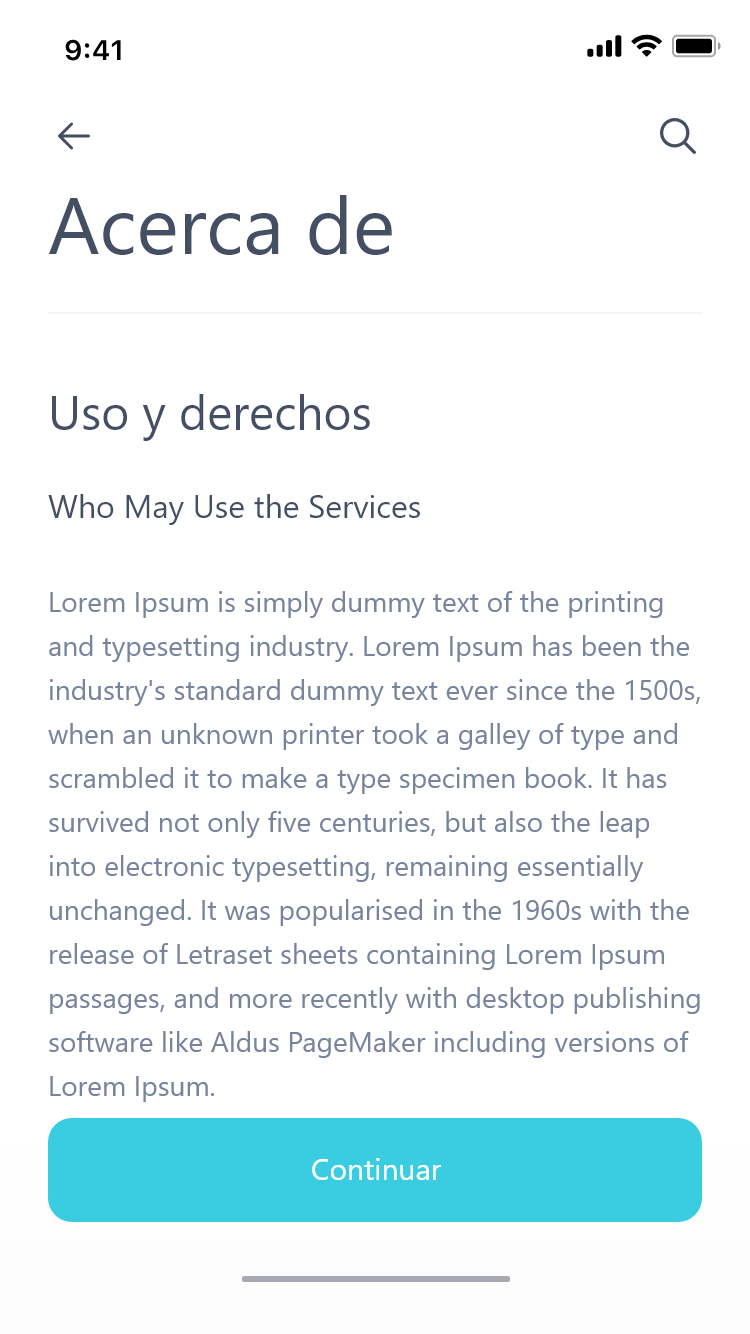 9:41
Acerca de
Uso y derechos
Who May Use the Services
Lorem Ipsum is simply dummy text of the printing
and typesetting industry. Lorem Ipsum has been the
industry's standard dummy text ever since the 1500s,
when an unknown printer took a galley of type and
scrambled it to make a type specimen book. It has
survived not only five centuries, but also the leap
into electronic typesetting, remaining essentially
unchanged. It was popularised in the 1960s with the
release of Letraset sheets containing Lorem Ipsum
passages, and more recently with desktop publishing
software like Aldus PageMaker including versions of
Lorem Ipsum.
Continuar